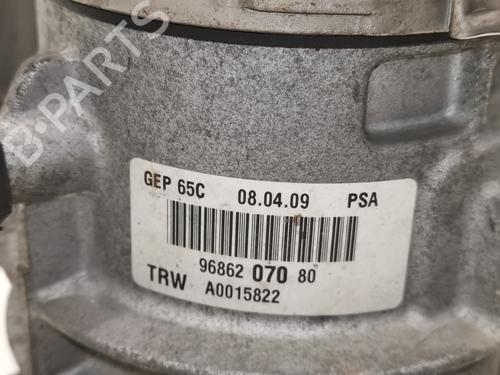 B-PARTS
GEP 65C 08.04.09 PSA
96862 070 80
TRW A0015822